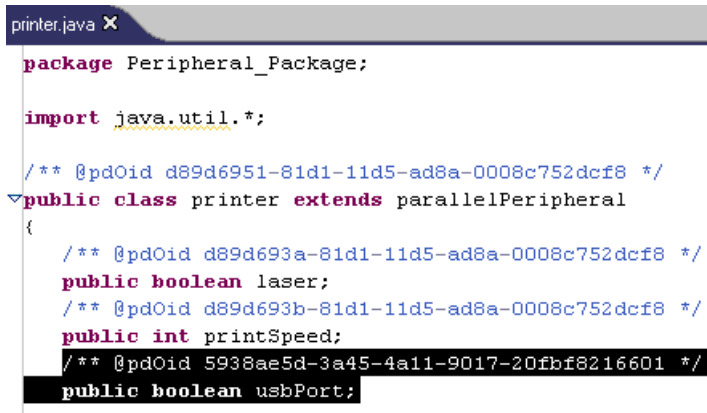 printer.java
package Peripheral_Package;
import java.util.*;
/** @pdOid d89d6951-81d1-11d5-ad8a-0008c752dcf8 */
public class printer extends parallelPeripheral
{
/** @pdOid d89d693a-81d1-11d5-ad8a-0008c752dcf8 */
public boolean laser;
/** @pdOid d89d693b-81d1-11d5-ad8a-0008c752dcf8 */
public int printSpeed;
/** @pdOid 5938ae5d-3a45-4a11-9017-20fbf8216601 */
public boolean usbPort;